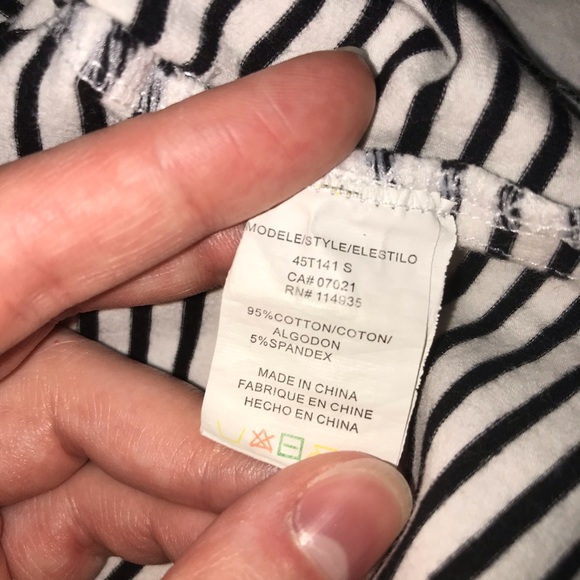 MODELE/STYLE/ELESTILO
45T141 S
CA# 07021
RN# 114935
95%COTTON/COTON/
ALGODON
5%SPANDEX
MADE IN CHINA
FABRIQUE EN CHINE
HECHO EN CHINA